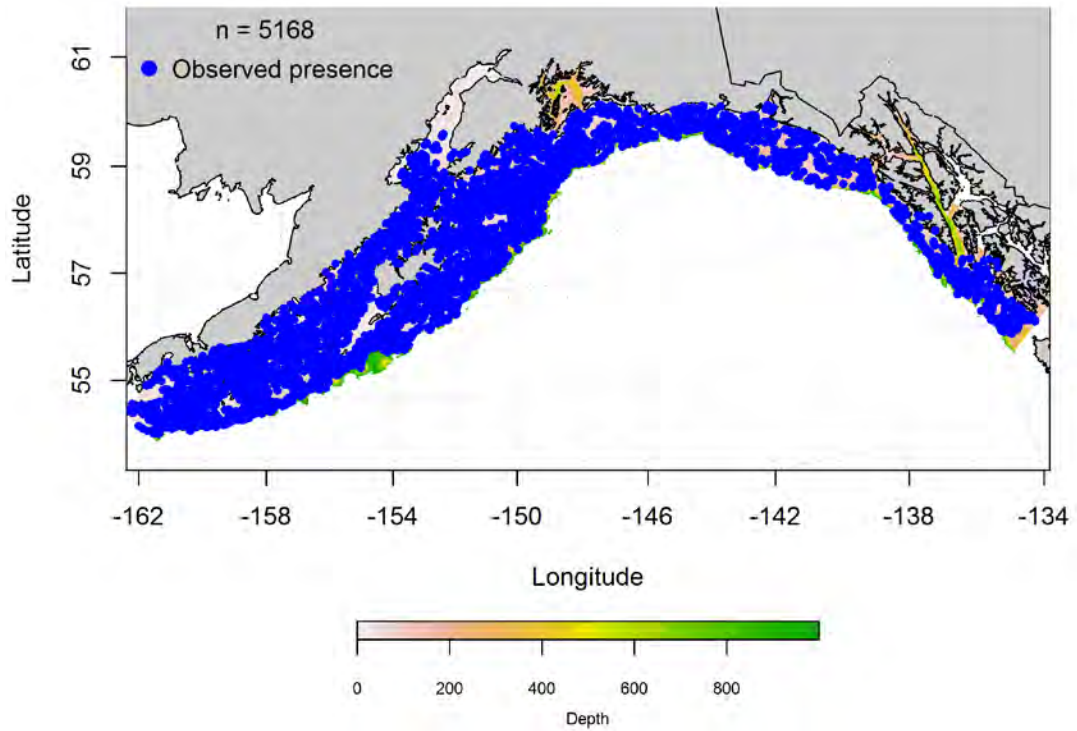 n = 5168
Observed presence
Latitude
61
59
57
55
-162 -158 -154 -150 -146 -142 -138 -134
Longitude
0 200 400 600 800
Depth